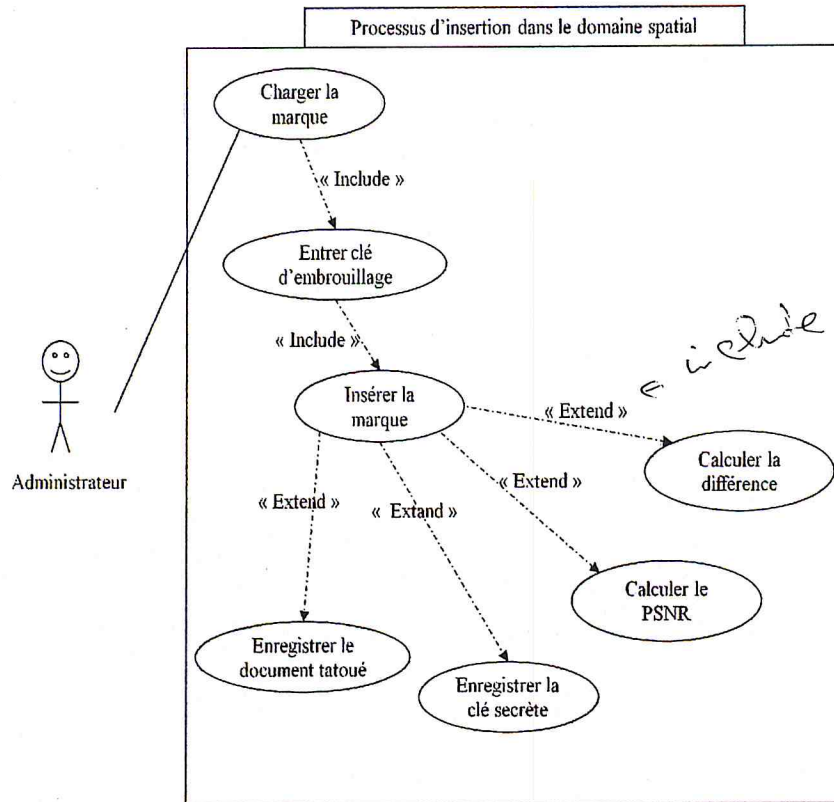 Processus d'insertion dans le domaine spatial
Charger la
marque
« Include »
Entrer clé
d'embrouillage
« Include »
include
Insérer la
marque
« Extend »
Calculer la
différence
Administrateur
« Extend »
« Extand »
« Extend »
Calculer le
PSNR
Enregistrer le
document tatoué
Enregistrer la
clé secrète